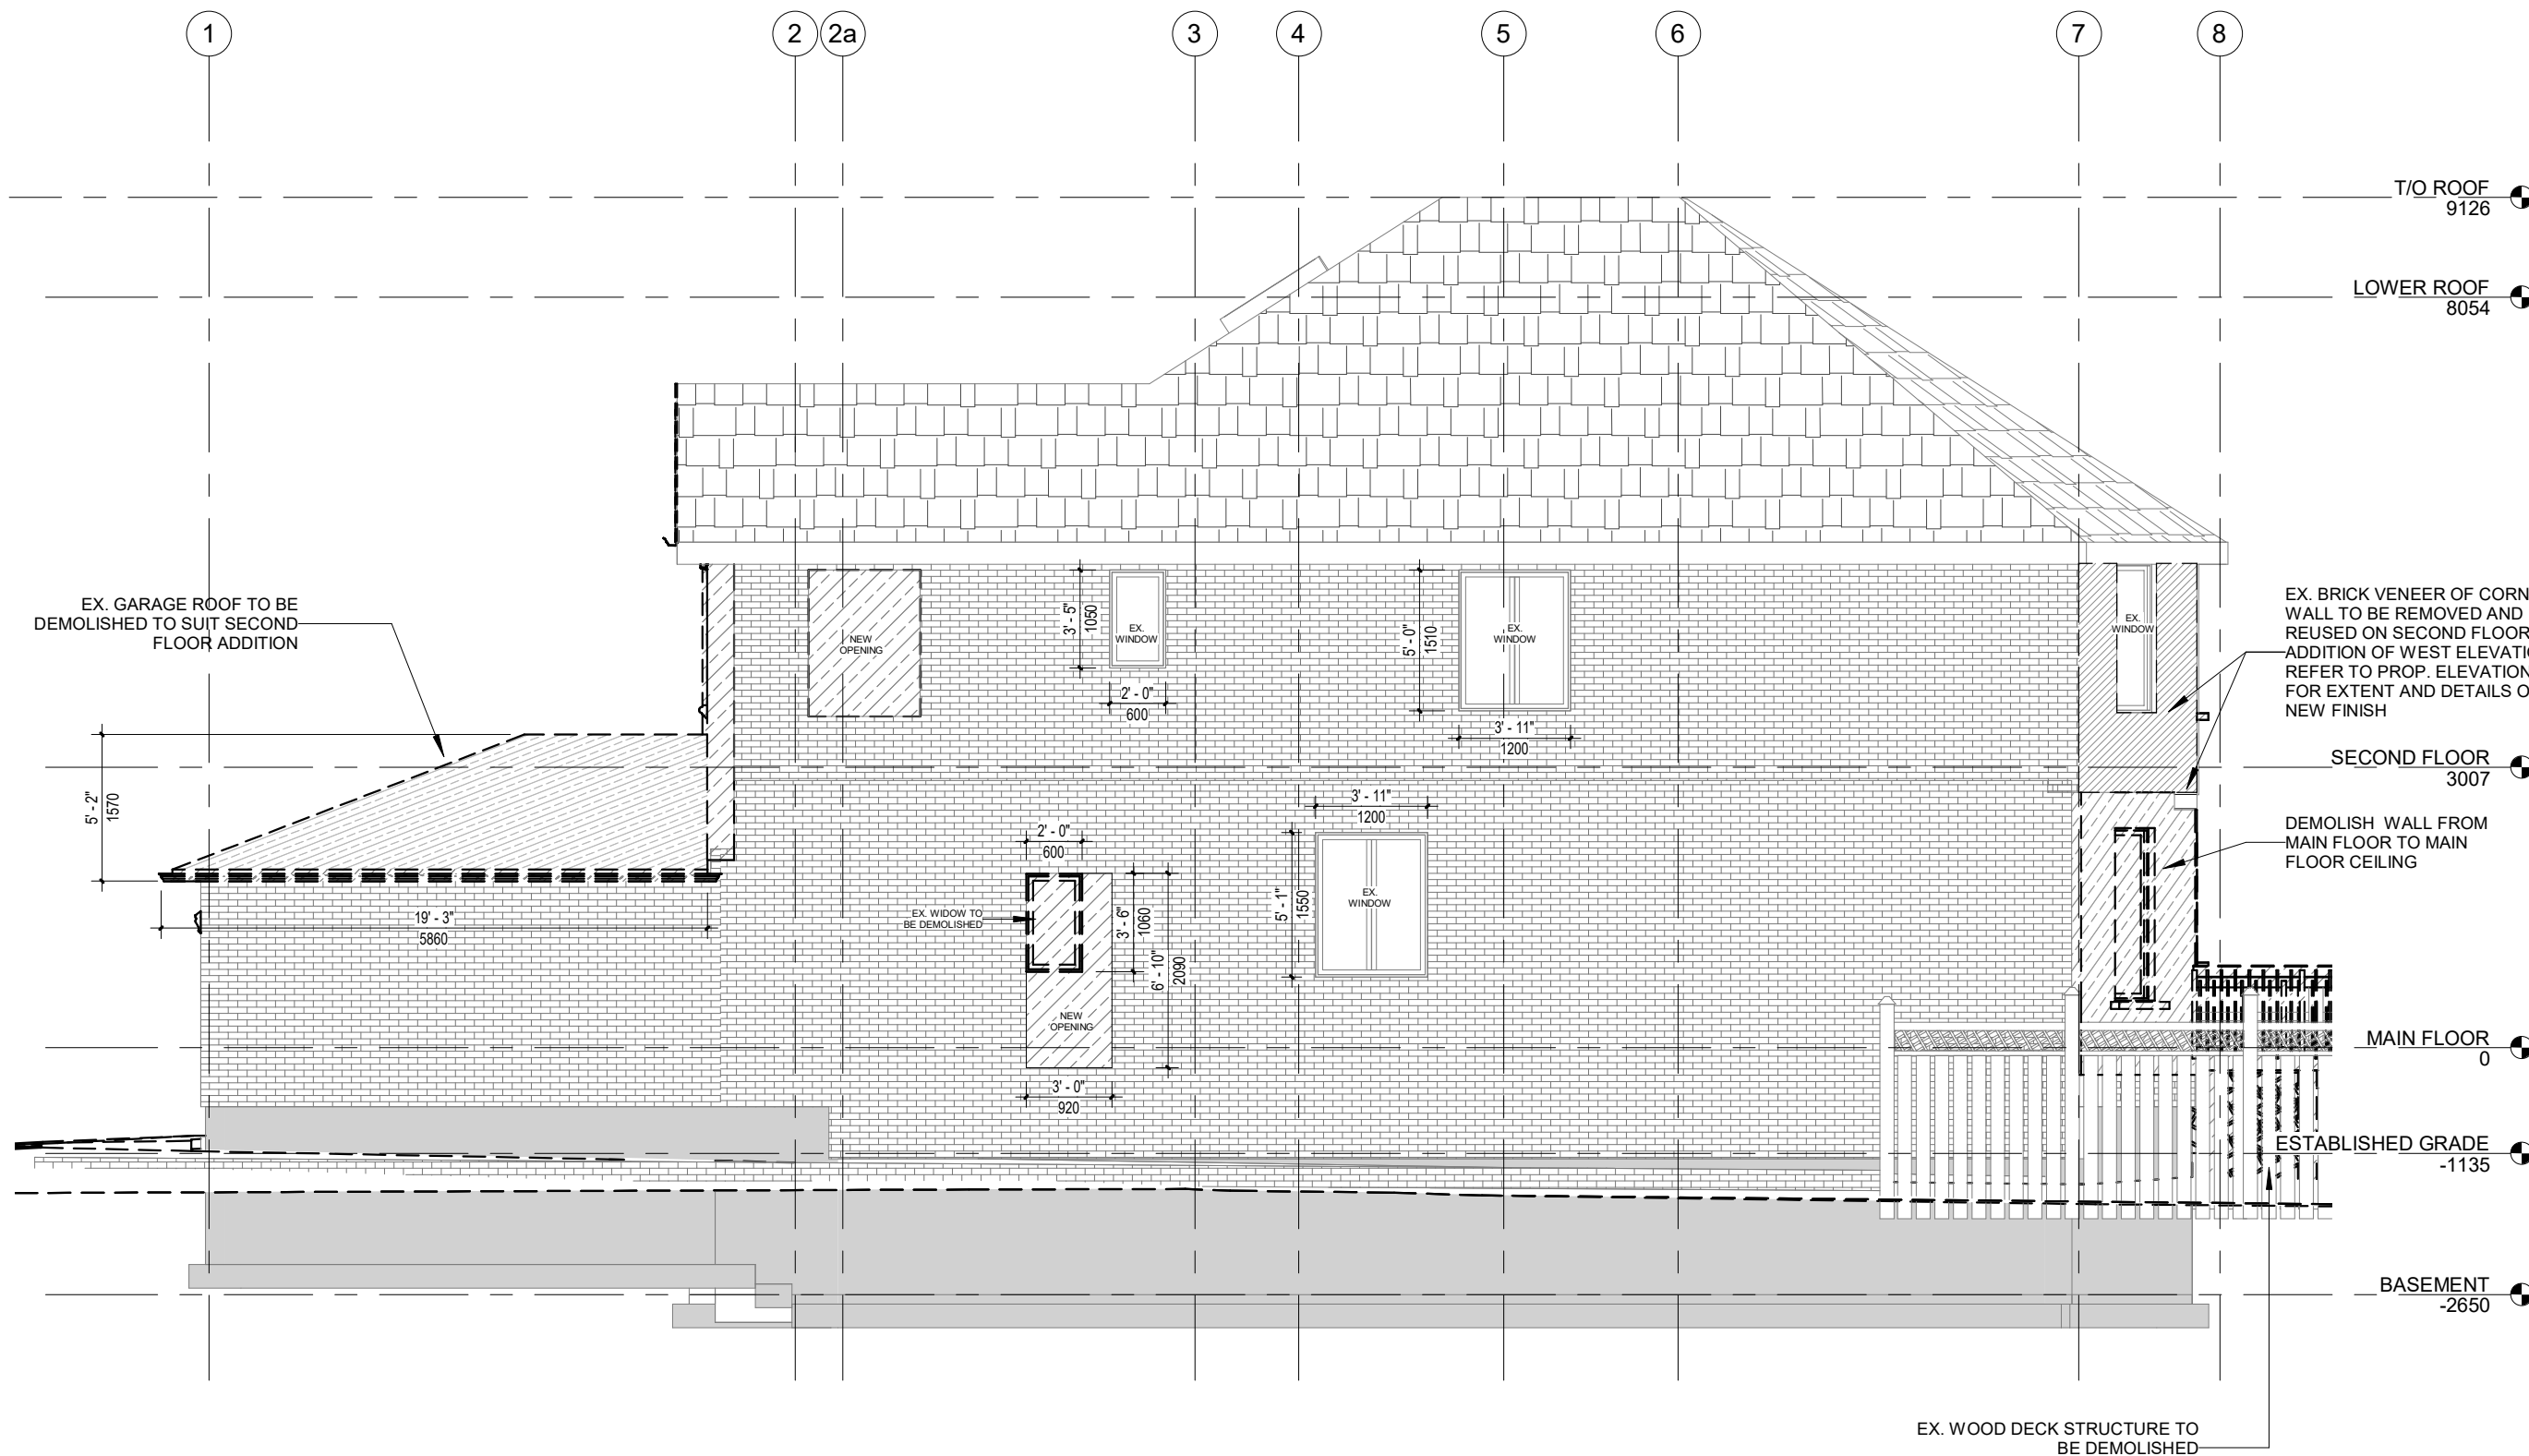 1
2
2a
3
4
5
6
7
8
T/O ROOF
9126
LOWER ROOF
8054
EX. GARAGE ROOF TO BE
DEMOLISHED TO SUIT SECOND
FLOOR ADDITION
NEW
OPENING
3' - 5"
1050
EX.
WINDOW
2' - 0"
600
5' - 0"
1510
EX.
WINDOW
3' - 11"
1200
EX.
WINDOW
EX. BRICK VENEER OF CORN
WALL TO BE REMOVED AND
REUSED ON SECOND FLOOR
ADDITION OF WEST ELEVATIO
REFER TO PROP. ELEVATION
FOR EXTENT AND DETAILS O
NEW FINISH
SECOND FLOOR
3007
5' - 2"
1570
2' - 0"
600
3' - 11"
1200
DEMOLISH WALL FROM
MAIN FLOOR TO MAIN
FLOOR CEILING
19' - 3"
5860
EX. WIDOW TO
BE DEMOLISHED
3' - 6"
1060
6' - 10"
2090
5' - 1"
1550
EX.
WINDOW
NEW
OPENING
3' - 0"
920
MAIN FLOOR
0
ESTABLISHED GRADE
-1135
BASEMENT
-2650
EX. WOOD DECK STRUCTURE TO
BE DEMOLISHED